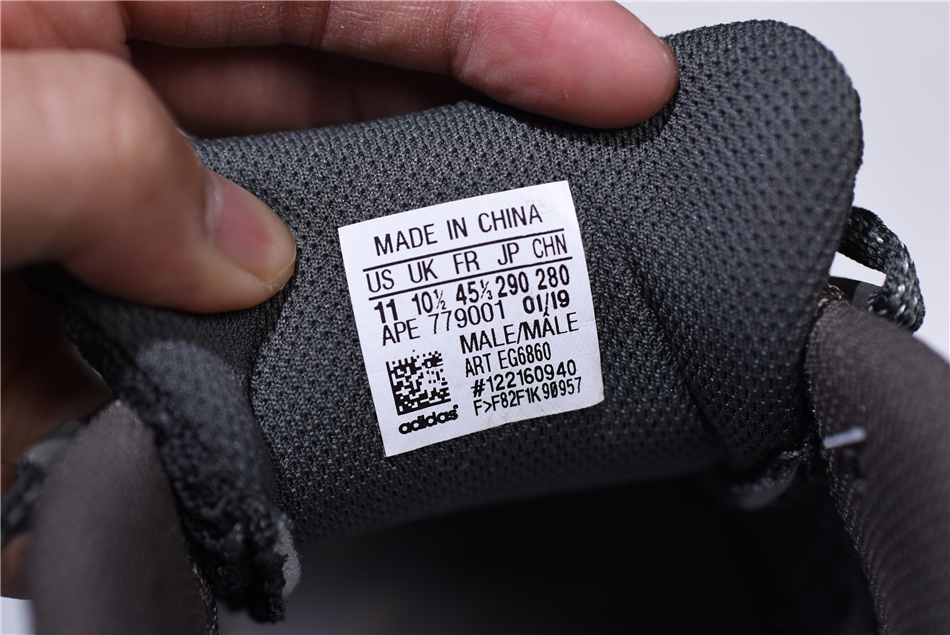 MADE IN CHINA
US UK FR JP CHN
11 10½ 45⅓ 290 280
APE 779001 01/19
MALE/MÂLE
ART EG6860
#122160940
F>F82F1K90957
adidas